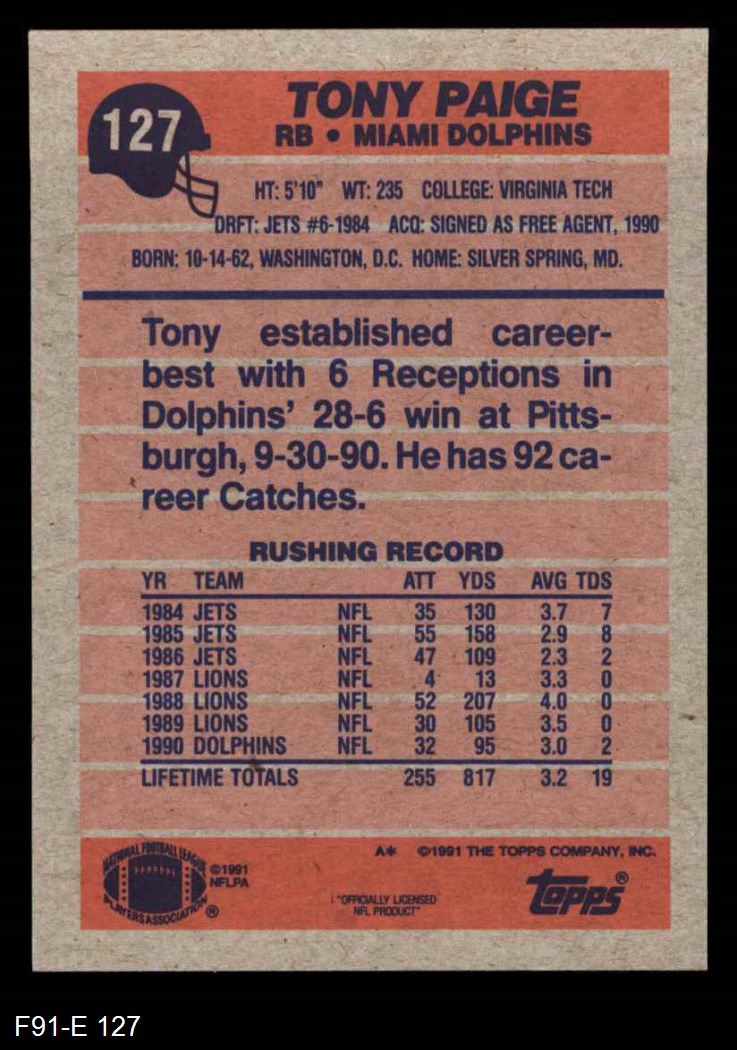 127
TONY PAIGE
RB • MIAMI DOLPHINS
HT: 5'10" WT: 235 COLLEGE: VIRGINIA TECH
DRFT: JETS #6-1984 ACQ: SIGNED AS FREE AGENT, 1990
BORN: 10-14-62, WASHINGTON, D.C. HOME: SILVER SPRING, MD.
Tony established career-
best with 6 Receptions in
Dolphins' 28-6 win at Pitts-
burgh, 9-30-90. He has 92 ca-
reer Catches.
RUSHING RECORD
YR TEAM ATT YDS AVG TDS
1984 JETS NFL 35 130 3.7 7
1985 JETS NFL 55 158 2.9 8
1986 JETS NFL 47 109 2.3 2
1987 LIONS NFL 4 13 3.3 0
1988 LIONS NFL 52 207 4.0 0
1989 LIONS NFL 30 105 3.5 0
1990 DOLPHINS NFL 32 95 3.0 2
LIFETIME TOTALS 255 817 3.2 19
A* ©1991 THE TOPPS COMPANY, INC.
NATIONAL FOOTBALL LEAGUE
PLAYERS ASSOCIATION ®
©1991
NFLPA
"OFFICIALLY LICENSED
NFL PRODUCT"
topps®
F91-E 127